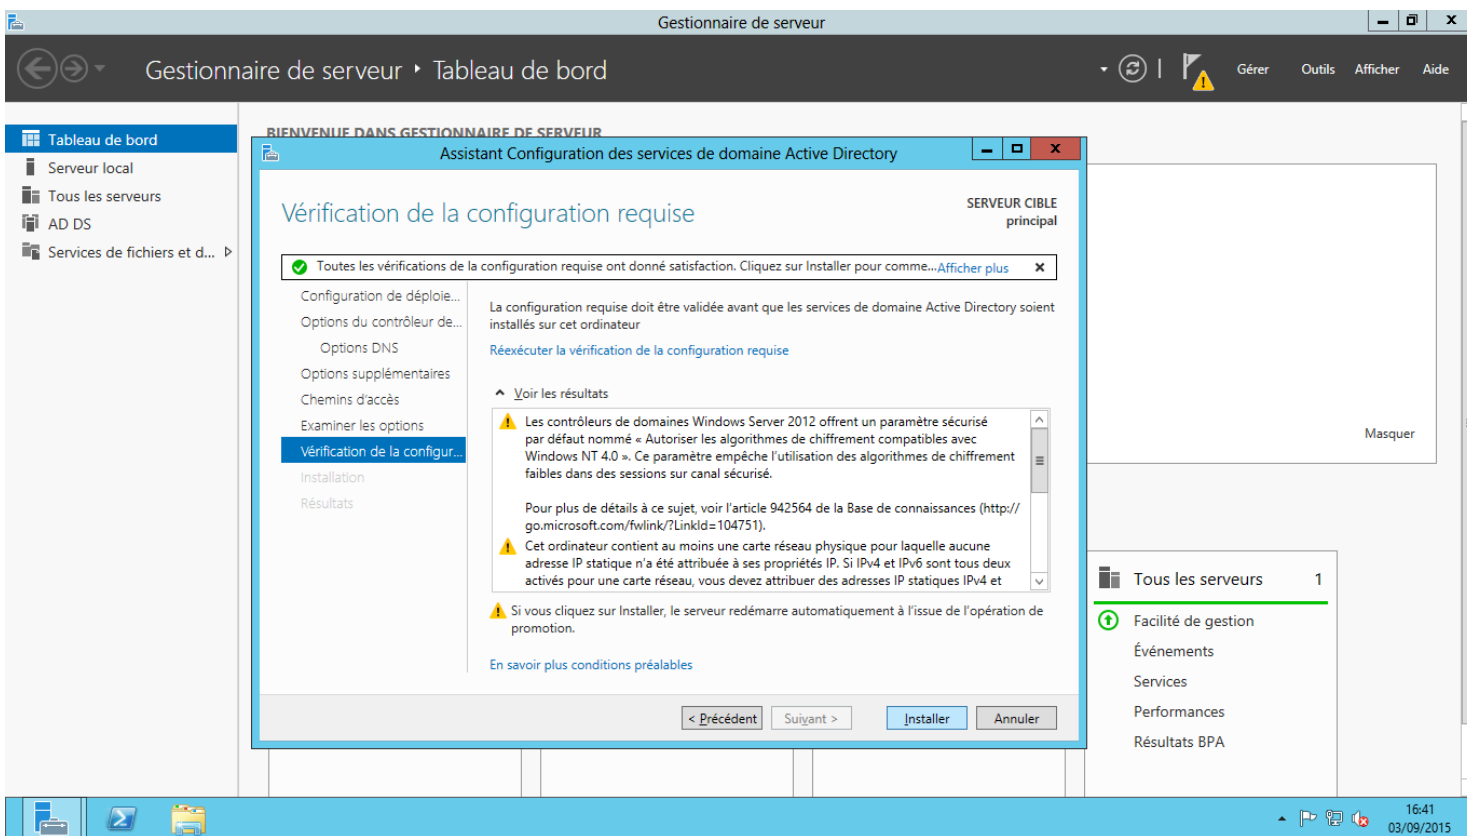 Gestionnaire de serveur
Gestionnaire de serveur • Tableau de bord
Gérer Outils Afficher Aide
Tableau de bord
Serveur local
Tous les serveurs
AD DS
Services de fichiers et d...
BIENVENUE DANS GESTIONNAIRE DE SERVEUR
Assistant Configuration des services de domaine Active Directory
Vérification de la configuration requise
SERVEUR CIBLE
principal
Toutes les vérifications de la configuration requise ont donné satisfaction. Cliquez sur Installer pour comme...Afficher plus
Configuration de déploie...
Options du contrôleur de...
Options DNS
Options supplémentaires
Chemins d'accès
Examiner les options
Vérification de la configur...
Installation
Résultats
La configuration requise doit être validée avant que les services de domaine Active Directory soient
installés sur cet ordinateur
Réexécuter la vérification de la configuration requise
Voir les résultats
Les contrôleurs de domaines Windows Server 2012 offrent un paramètre sécurisé
par défaut nommé « Autoriser les algorithmes de chiffrement compatibles avec
Windows NT 4.0 ». Ce paramètre empêche l'utilisation des algorithmes de chiffrement
faibles dans des sessions sur canal sécurisé.
Pour plus de détails à ce sujet, voir l'article 942564 de la Base de connaissances (http://
go.microsoft.com/fwlink/?LinkId=104751).
Cet ordinateur contient au moins une carte réseau physique pour laquelle aucune
adresse IP statique n'a été attribuée à ses propriétés IP. Si IPv4 et IPv6 sont tous deux
activés pour une carte réseau, vous devez attribuer des adresses IP statiques IPv4 et
Si vous cliquez sur Installer, le serveur redémarre automatiquement à l'issue de l'opération de
promotion.
En savoir plus conditions préalables
< Précédent Suivant > Installer Annuler
Masquer
Tous les serveurs 1
Facilité de gestion
Événements
Services
Performances
Résultats BPA
16:41
03/09/2015